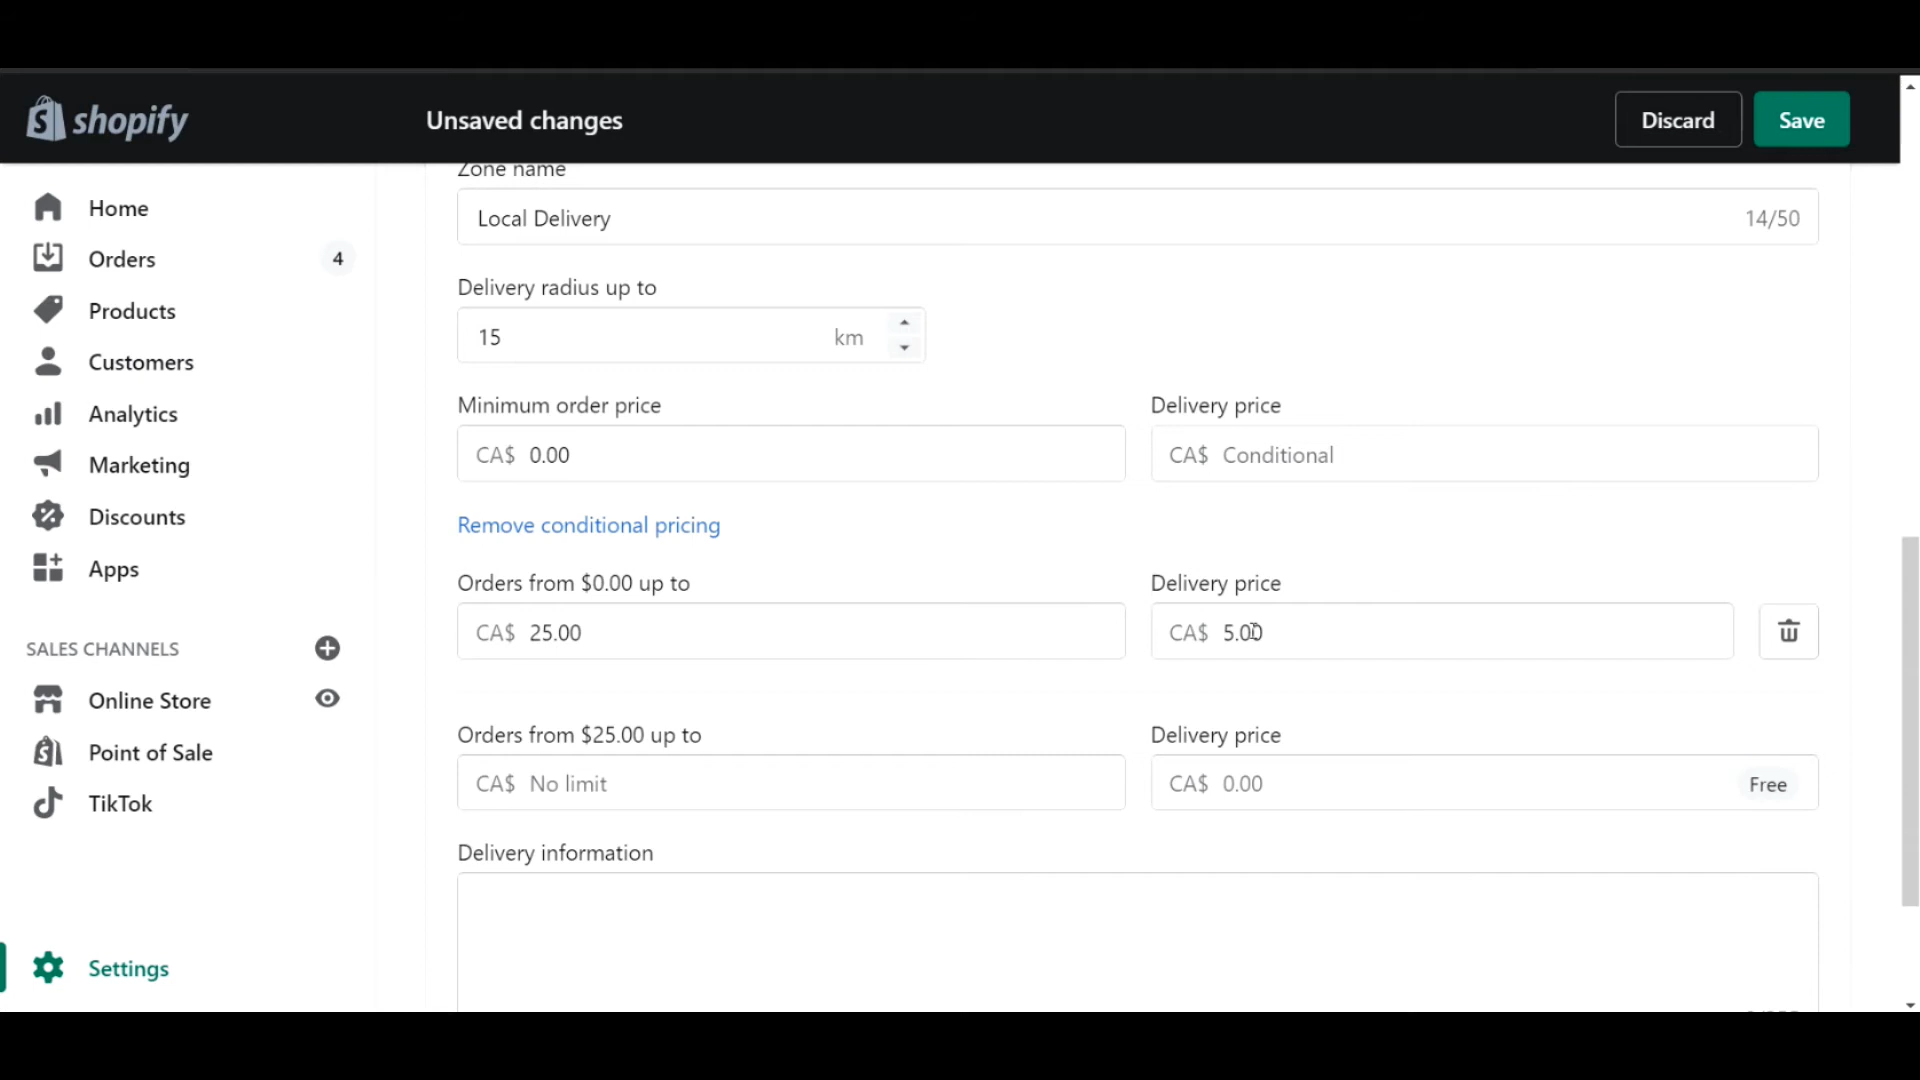 shopify
Unsaved changes
Discard
Save
Home
Orders
4
Products
Customers
Analytics
Marketing
Discounts
Apps
SALES CHANNELS
Online Store
Point of Sale
TikTok
Settings
Zone name
Local Delivery
14/50
Delivery radius up to
15
km
Minimum order price
CA$ 0.00
Delivery price
CA$ Conditional
Remove conditional pricing
Orders from $0.00 up to
CA$ 25.00
Delivery price
CA$ 5.00
Orders from $25.00 up to
CA$ No limit
Delivery price
CA$ 0.00
Free
Delivery information